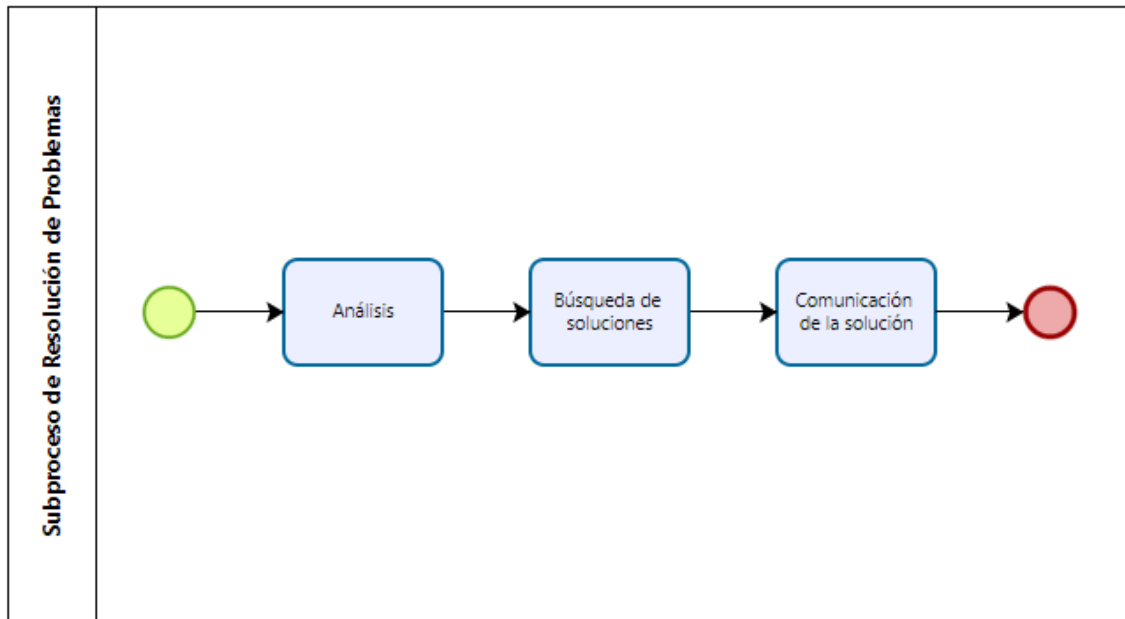 Subproceso de Resolución de Problemas
Análisis
Búsqueda de
soluciones
Comunicación
de la solución